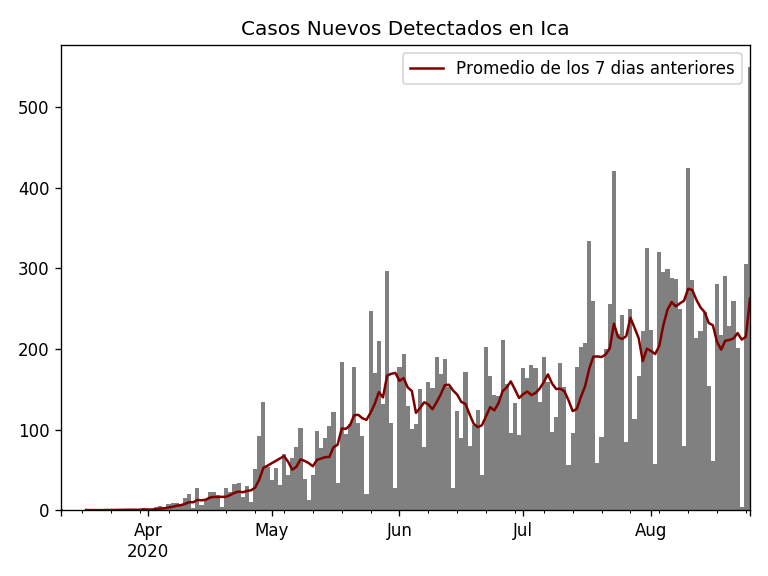 Casos Nuevos Detectados en Ica
Promedio de los 7 dias anteriores
500
400
300
200
100
0
Apr May Jun Jul Aug
2020